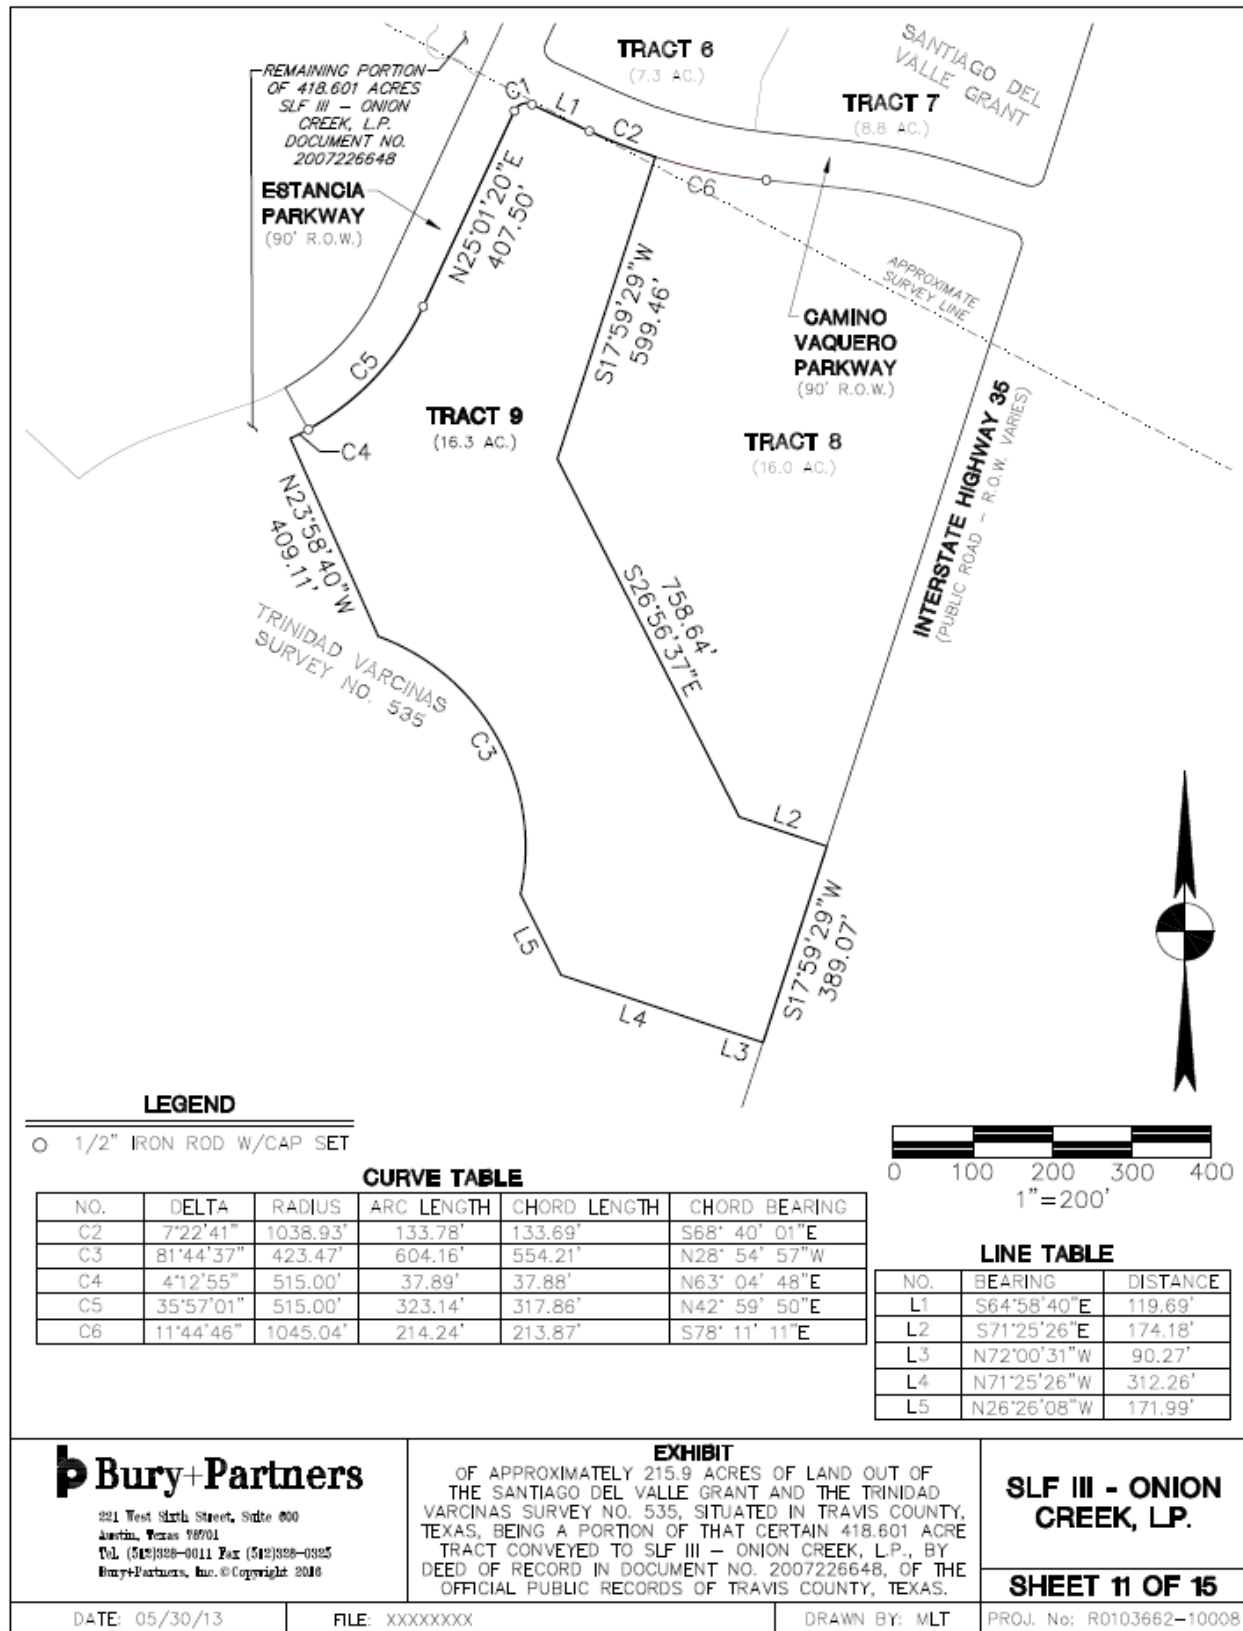 TRACT 6
(7.3 AC.)
SANTIAGO DEL
VALLE GRANT
TRACT 7
(8.8 AC.)
REMAINING PORTION
OF 418.601 ACRES
SLF III – ONION
CREEK, L.P.
DOCUMENT NO.
2007226648
C1
L1
C2
C6
ESTANCIA
PARKWAY
(90' R.O.W.)
N25°01'20"E
407.50'
S17°59'29"W
599.46'
APPROXIMATE
SURVEY LINE
CAMINO
VAQUERO
PARKWAY
(90' R.O.W.)
C5
TRACT 9
(16.3 AC.)
C4
TRACT 8
(16.0 AC.)
INTERSTATE HIGHWAY 35
(PUBLIC ROAD – R.O.W. VARIES)
N23°58'40"W
409.11'
758.64'
S26°56'37"E
TRINIDAD VARCINAS
SURVEY NO. 535
C3
L2
S17°59'29"W
389.07'
L5
L4
L3
LEGEND
1/2" IRON ROD W/CAP SET
0 100 200 300 400
1"=200'
CURVE TABLE
NO. DELTA RADIUS ARC LENGTH CHORD LENGTH CHORD BEARING
C2 7°22'41" 1038.93' 133.78' 133.69' S68° 40' 01"E
C3 81°44'37" 423.47' 604.16' 554.21' N28° 54' 57"W
C4 4°12'55" 515.00' 37.89' 37.88' N63° 04' 48"E
C5 35°57'01" 515.00' 323.14' 317.86' N42° 59' 50"E
C6 11°44'46" 1045.04' 214.24' 213.87' S78° 11' 11"E
LINE TABLE
NO. BEARING DISTANCE
L1 S64°58'40"E 119.69'
L2 S71°25'26"E 174.18'
L3 N72°00'31"W 90.27'
L4 N71°25'26"W 312.26'
L5 N26°26'08"W 171.99'
Bury+Partners
221 West Sixth Street, Suite 600
Austin, Texas 78701
Tel. (512)328-0011 Fax (512)328-0325
Bury+Partners, Inc. © Copyright 2016
EXHIBIT
OF APPROXIMATELY 215.9 ACRES OF LAND OUT OF
THE SANTIAGO DEL VALLE GRANT AND THE TRINIDAD
VARCINAS SURVEY NO. 535, SITUATED IN TRAVIS COUNTY,
TEXAS, BEING A PORTION OF THAT CERTAIN 418.601 ACRE
TRACT CONVEYED TO SLF III – ONION CREEK, L.P., BY
DEED OF RECORD IN DOCUMENT NO. 2007226648, OF THE
OFFICIAL PUBLIC RECORDS OF TRAVIS COUNTY, TEXAS.
SLF III - ONION
CREEK, L.P.
SHEET 11 OF 15
DATE: 05/30/13 FILE: XXXXXXXX DRAWN BY: MLT PROJ. No: R0103662-10008